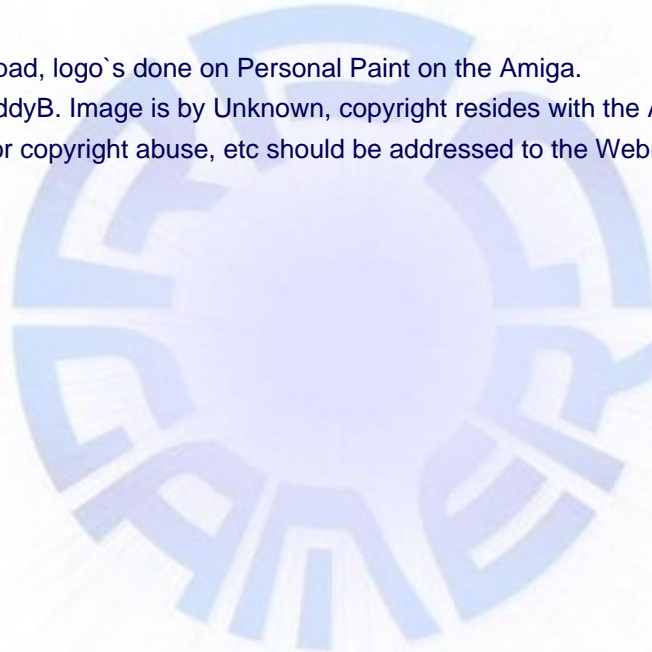 oad, logo`s done on Personal Paint on the Amiga.
ddyB. Image is by Unknown, copyright resides with the
or copyright abuse, etc should be addressed to the